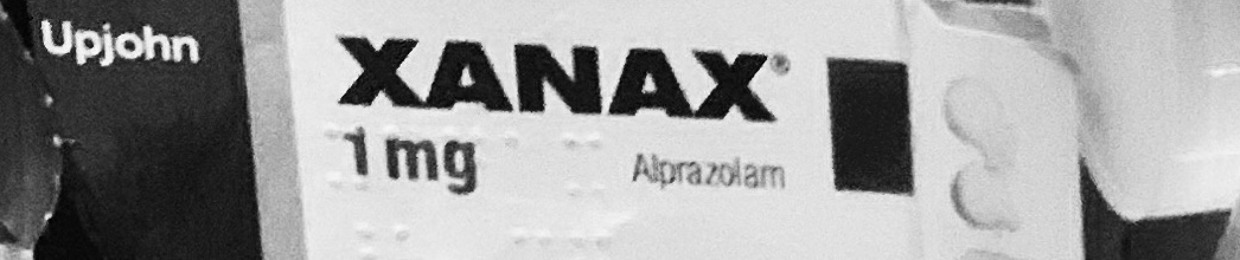 Upjohn
XANAX®
1 mg
Alprazolam